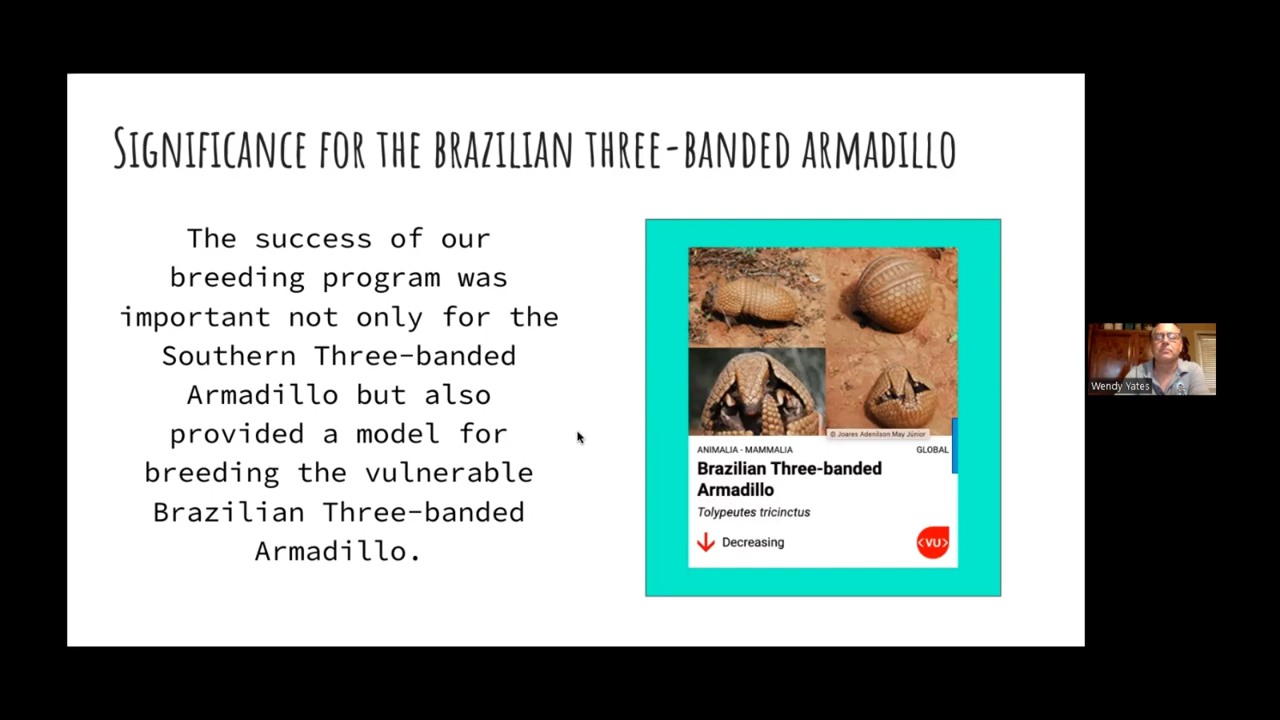 Significance for the Brazilian three-banded armadillo
The success of our
breeding program was
important not only for the
Southern Three-banded
Armadillo but also
provided a model for
breeding the vulnerable
Brazilian Three-banded
Armadillo.
© Joares Adenilson May Júnior
ANIMALIA - MAMMALIA GLOBAL
Brazilian Three-banded
Armadillo
Tolypeutes tricinctus
Decreasing <VU>
Wendy Yates